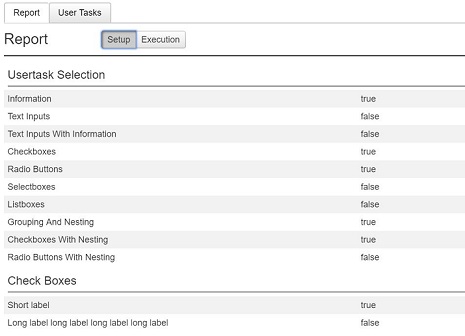 Report User Tasks
Report Setup Execution
Usertask Selection
Information true
Text Inputs false
Text Inputs With Information false
Checkboxes true
Radio Buttons true
Selectboxes false
Listboxes false
Grouping And Nesting true
Checkboxes With Nesting true
Radio Buttons With Nesting false
Check Boxes
Short label true
Long label long label long label long label false